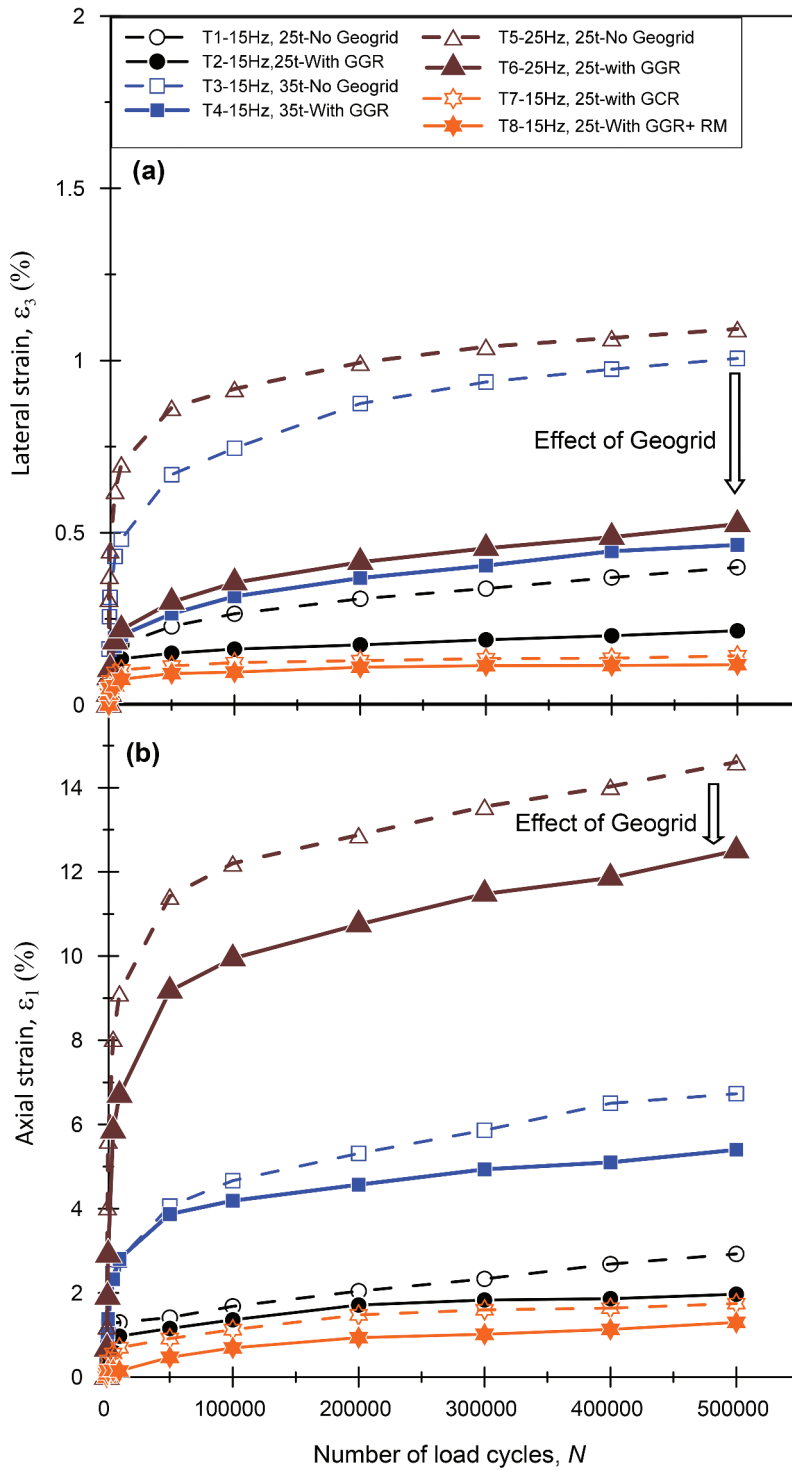 2
T1-15Hz, 25t-No Geogrid
T2-15Hz,25t-With GGR
T3-15Hz, 35t-No Geogrid
T4-15Hz, 35t-With GGR
T5-25Hz, 25t-No Geogrid
T6-25Hz, 25t-with GGR
T7-15Hz, 25t-with GCR
T8-15Hz, 25t-With GGR+ RM
(a)
1.5
Lateral strain, ε3 (%)
1
Effect of Geogrid
0.5
0
(b)
14
Effect of Geogrid
12
10
Axial strain, ε1 (%)
8
6
4
2
0
0 100000 200000 300000 400000 500000
Number of load cycles, N